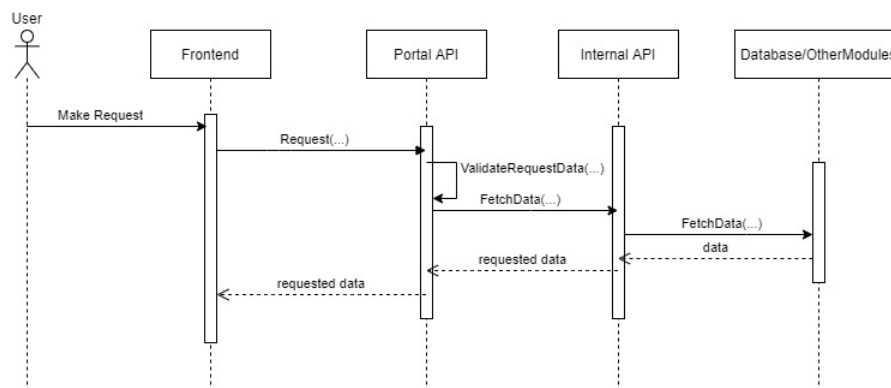 User
Frontend
Portal API
Internal API
Database/OtherModules
Make Request
Request(...)
ValidateRequestData(...)
FetchData(...)
FetchData(...)
data
requested data
requested data